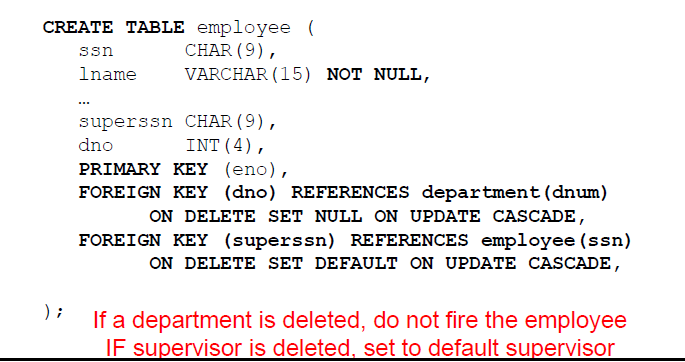 CREATE TABLE employee (
ssn CHAR(9),
lname VARCHAR(15) NOT NULL,
…
superssn CHAR(9),
dno INT(4),
PRIMARY KEY (eno),
FOREIGN KEY (dno) REFERENCES department(dnum)
ON DELETE SET NULL ON UPDATE CASCADE,
FOREIGN KEY (superssn) REFERENCES employee(ssn)
ON DELETE SET DEFAULT ON UPDATE CASCADE,
);
If a department is deleted, do not fire the employee
IF supervisor is deleted, set to default supervisor